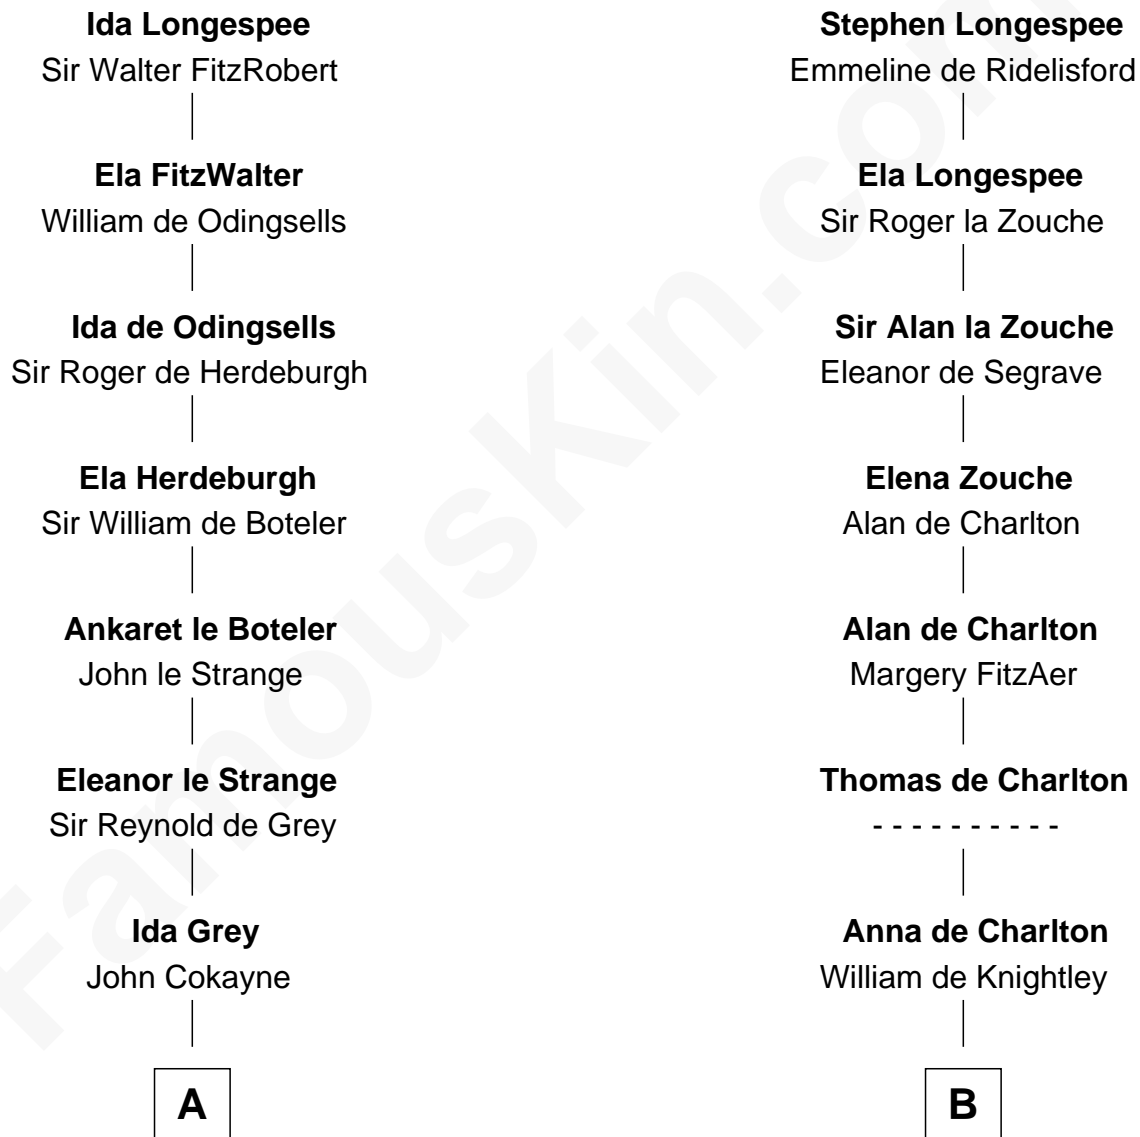 Ida Longespee
Sir Walter FitzRobert
Ela FitzWalter
William de Odingsells
Ida de Odingsells
Sir Roger de Herdeburgh
Ela Herdeburgh
Sir William de Boteler
Ankaret le Boteler
John le Strange
Eleanor le Strange
Sir Reynold de Grey
Ida Grey
John Cokayne
A
Stephen Longespee
Emmeline de Ridelisford
Ela Longespee
Sir Roger la Zouche
Sir Alan la Zouche
Eleanor de Segrave
Elena Zouche
Alan de Charlton
Alan de Charlton
Margery FitzAer
Thomas de Charlton
- - - - - - - - - -
Anna de Charlton
William de Knightley
B
FamousKin.com